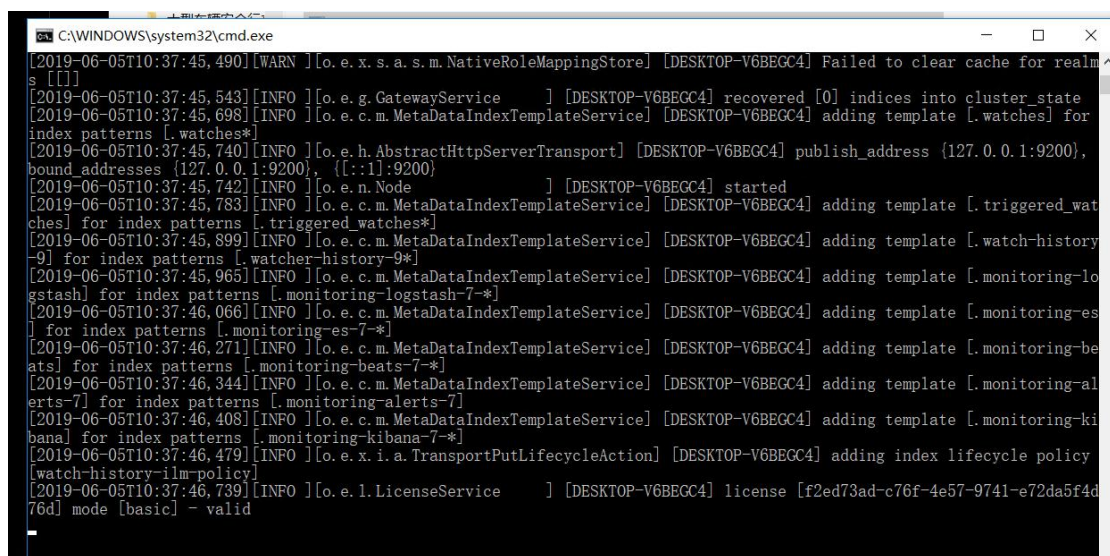 C:\WINDOWS\system32\cmd.exe
[2019-06-05T10:37:45,490][WARN ][o.e.x.s.a.s.m.NativeRoleMappingStore] [DESKTOP-V6BEGC4] Failed to clear cache for realm
s [[]]
[2019-06-05T10:37:45,543][INFO ][o.e.g.GatewayService     ] [DESKTOP-V6BEGC4] recovered [0] indices into cluster_state
[2019-06-05T10:37:45,698][INFO ][o.e.c.m.MetaDataIndexTemplateService] [DESKTOP-V6BEGC4] adding template [.watches] for
index patterns [.watches*]
[2019-06-05T10:37:45,740][INFO ][o.e.h.AbstractHttpServerTransport] [DESKTOP-V6BEGC4] publish_address {127.0.0.1:9200},
bound_addresses {127.0.0.1:9200}, {[::1]:9200}
[2019-06-05T10:37:45,742][INFO ][o.e.n.Node               ] [DESKTOP-V6BEGC4] started
[2019-06-05T10:37:45,783][INFO ][o.e.c.m.MetaDataIndexTemplateService] [DESKTOP-V6BEGC4] adding template [.triggered_wat
ches] for index patterns [.triggered_watches*]
[2019-06-05T10:37:45,899][INFO ][o.e.c.m.MetaDataIndexTemplateService] [DESKTOP-V6BEGC4] adding template [.watch-history
-9] for index patterns [.watcher-history-9*]
[2019-06-05T10:37:45,965][INFO ][o.e.c.m.MetaDataIndexTemplateService] [DESKTOP-V6BEGC4] adding template [.monitoring-lo
gstash] for index patterns [.monitoring-logstash-7-*]
[2019-06-05T10:37:46,066][INFO ][o.e.c.m.MetaDataIndexTemplateService] [DESKTOP-V6BEGC4] adding template [.monitoring-es
] for index patterns [.monitoring-es-7-*]
[2019-06-05T10:37:46,271][INFO ][o.e.c.m.MetaDataIndexTemplateService] [DESKTOP-V6BEGC4] adding template [.monitoring-be
ats] for index patterns [.monitoring-beats-7-*]
[2019-06-05T10:37:46,344][INFO ][o.e.c.m.MetaDataIndexTemplateService] [DESKTOP-V6BEGC4] adding template [.monitoring-al
erts-7] for index patterns [.monitoring-alerts-7]
[2019-06-05T10:37:46,408][INFO ][o.e.c.m.MetaDataIndexTemplateService] [DESKTOP-V6BEGC4] adding template [.monitoring-ki
bana] for index patterns [.monitoring-kibana-7-*]
[2019-06-05T10:37:46,479][INFO ][o.e.x.i.a.TransportPutLifecycleAction] [DESKTOP-V6BEGC4] adding index lifecycle policy
[watch-history-ilm-policy]
[2019-06-05T10:37:46,739][INFO ][o.e.l.LicenseService     ] [DESKTOP-V6BEGC4] license [f2ed73ad-c76f-4e57-9741-e72da5f4d
76d] mode [basic] - valid